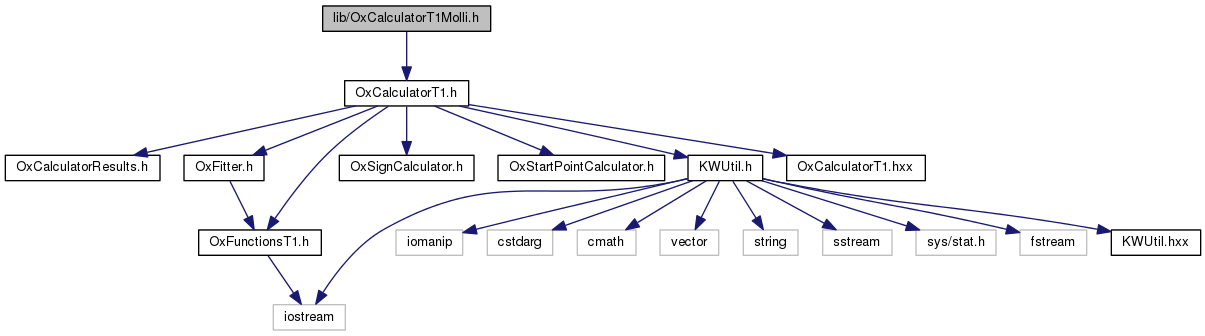 lib/OxCalculatorT1Molli.h
OxCalculatorT1.h
OxCalculatorResults.h
OxFitter.h
OxSignCalculator.h
OxStartPointCalculator.h
KWUtil.h
OxCalculatorT1.hxx
OxFunctionsT1.h
iomanip
cstdarg
cmath
vector
string
sstream
sys/stat.h
fstream
KWUtil.hxx
iostream